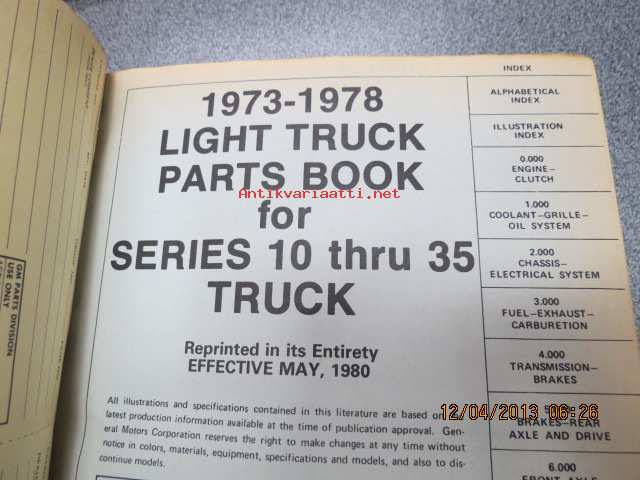 INDEX
1973-1978
LIGHT TRUCK
PARTS BOOK
for
SERIES 10 thru 35
TRUCK
Reprinted in its Entirety
EFFECTIVE MAY, 1980
All illustrations and specifications contained in this literature are based on
latest production information available at the time of publication approval. Gen-
eral Motors Corporation reserves the right to make changes at any time without
notice in colors, materials, equipment, specifications and models, and also to dis-
continue models.
ALPHABETICAL
INDEX
ILLUSTRATION
INDEX
0.000
ENGINE-
CLUTCH
1.000
COOLANT-GRILLE-
OIL SYSTEM
2.000
CHASSIS-
ELECTRICAL SYSTEM
3.000
FUEL-EXHAUST-
CARBURETION
4.000
TRANSMISSION-
BRAKES
BRAKES-REAR
AXLE AND DRIVE
6.000
FRONT AXLE
GM PARTS DIVISION
USE ONLY
Antikvariaatti.net
12/04/2013 06:26